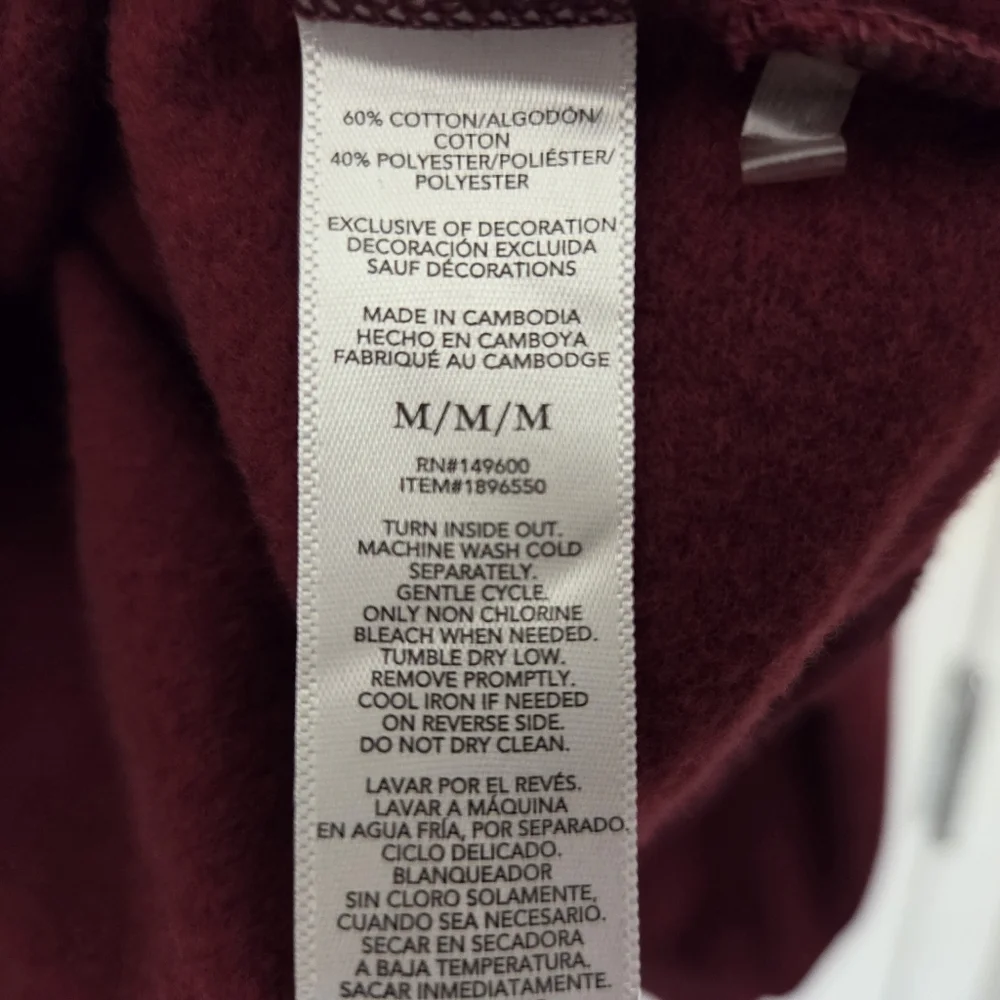 60% COTTON/ALGODÓN/
COTON
40% POLYESTER/POLIÉSTER/
POLYESTER
EXCLUSIVE OF DECORATION
DECORACIÓN EXCLUIDA
SAUF DÉCORATIONS
MADE IN CAMBODIA
HECHO EN CAMBOYA
FABRIQUÉ AU CAMBODGE
M/M/M
RN#149600
ITEM#1896550
TURN INSIDE OUT.
MACHINE WASH COLD
SEPARATELY.
GENTLE CYCLE.
ONLY NON CHLORINE
BLEACH WHEN NEEDED.
TUMBLE DRY LOW.
REMOVE PROMPTLY.
COOL IRON IF NEEDED
ON REVERSE SIDE.
DO NOT DRY CLEAN.
LAVAR POR EL REVÉS.
LAVAR A MÁQUINA
EN AGUA FRÍA, POR SEPARADO.
CICLO DELICADO.
BLANQUEADOR
SIN CLORO SOLAMENTE,
CUANDO SEA NECESARIO.
SECAR EN SECADORA
A BAJA TEMPERATURA.
SACAR INMEDIATAMENTE.